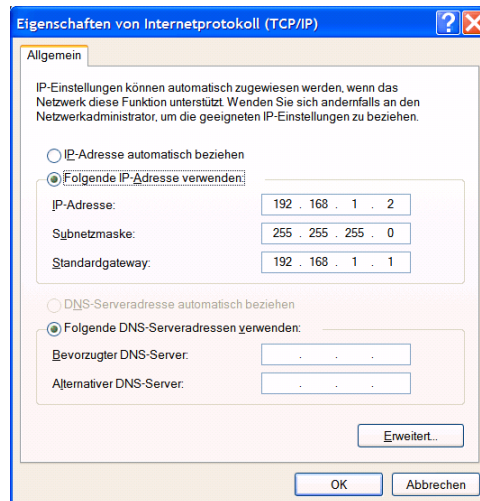 Eigenschaften von Internetprotokoll (TCP/IP)
Allgemein
IP-Einstellungen können automatisch zugewiesen werden, wenn das
Netzwerk diese Funktion unterstützt. Wenden Sie sich andernfalls an den
Netzwerkadministrator, um die geeigneten IP-Einstellungen zu beziehen.
IP-Adresse automatisch beziehen
Folgende IP-Adresse verwenden:
IP-Adresse: 192 . 168 . 1 . 2
Subnetzmaske: 255 . 255 . 255 . 0
Standardgateway: 192 . 168 . 1 . 1
DNS-Serveradresse automatisch beziehen
Folgende DNS-Serveradressen verwenden:
Bevorzugter DNS-Server: . . .
Alternativer DNS-Server: . . .
Erweitert...
OK Abbrechen